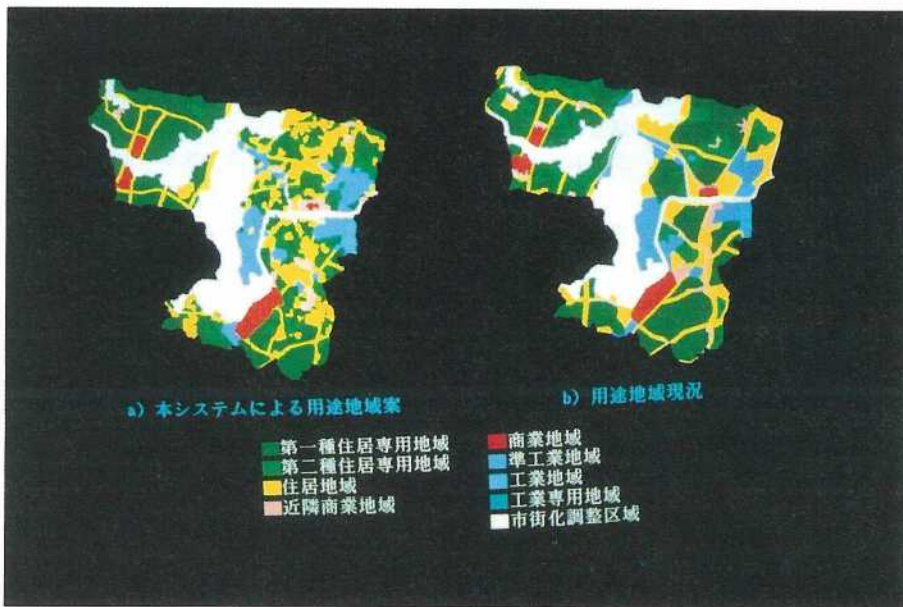 a) 本システムによる用途地域案
b) 用途地域現況
第一種住居専用地域
第二種住居専用地域
住居地域
近隣商業地域
商業地域
準工業地域
工業地域
工業専用地域
市街化調整区域